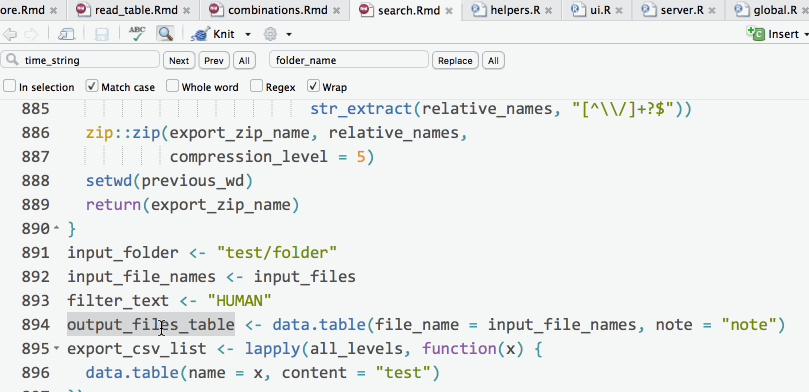 ore.Rmd × read_table.Rmd × combinations.Rmd × search.Rmd × helpers.R × ui.R × server.R × global.R ×
ABC Knit Insert
time_string Next Prev All folder_name Replace All
In selection Match case Whole word Regex Wrap
885 str_extract(relative_names, "[^\\/]+?$"))
886 zip::zip(export_zip_name, relative_names,
887 compression_level = 5)
888 setwd(previous_wd)
889 return(export_zip_name)
890 }
891 input_folder <- "test/folder"
892 input_file_names <- input_files
893 filter_text <- "HUMAN"
894 output_files_table <- data.table(file_name = input_file_names, note = "note")
895 export_csv_list <- lapply(all_levels, function(x) {
896 data.table(name = x, content = "test")
897 })